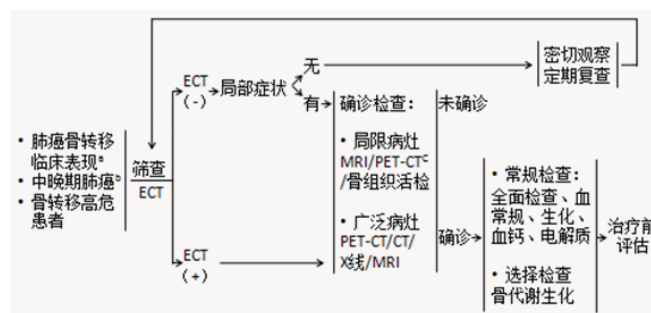 • 肺癌骨转移
临床表现ᵃ
• 中晚期肺癌ᵇ
• 骨转移高危
患者
筛查
ECT
ECT
(-)
局部症状
无
有
密切观察
定期复查
确诊检查：
• 局限病灶
MRI/PET-CTᶜ
/骨组织活检
• 广泛病灶
PET-CT/CT/
X线/MRI
ECT
(+)
未确诊
确诊
• 常规检查：
全面检查、血
常规、生化、
血钙、电解质
• 选择检查
骨代谢生化
治疗前
评估